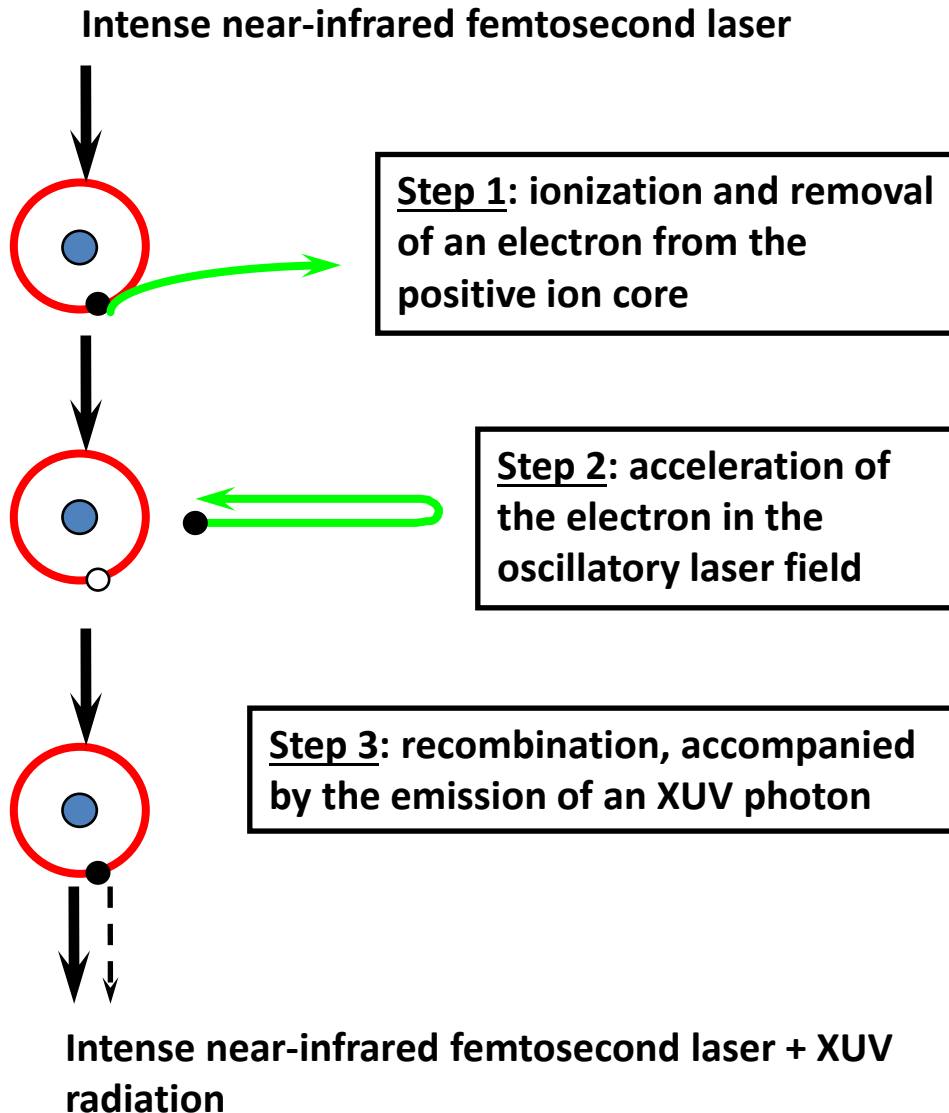 Intense near-infrared femtosecond laser
Step 1: ionization and removal
of an electron from the
positive ion core
Step 2: acceleration of
the electron in the
oscillatory laser field
Step 3: recombination, accompanied
by the emission of an XUV photon
Intense near-infrared femtosecond laser + XUV
radiation